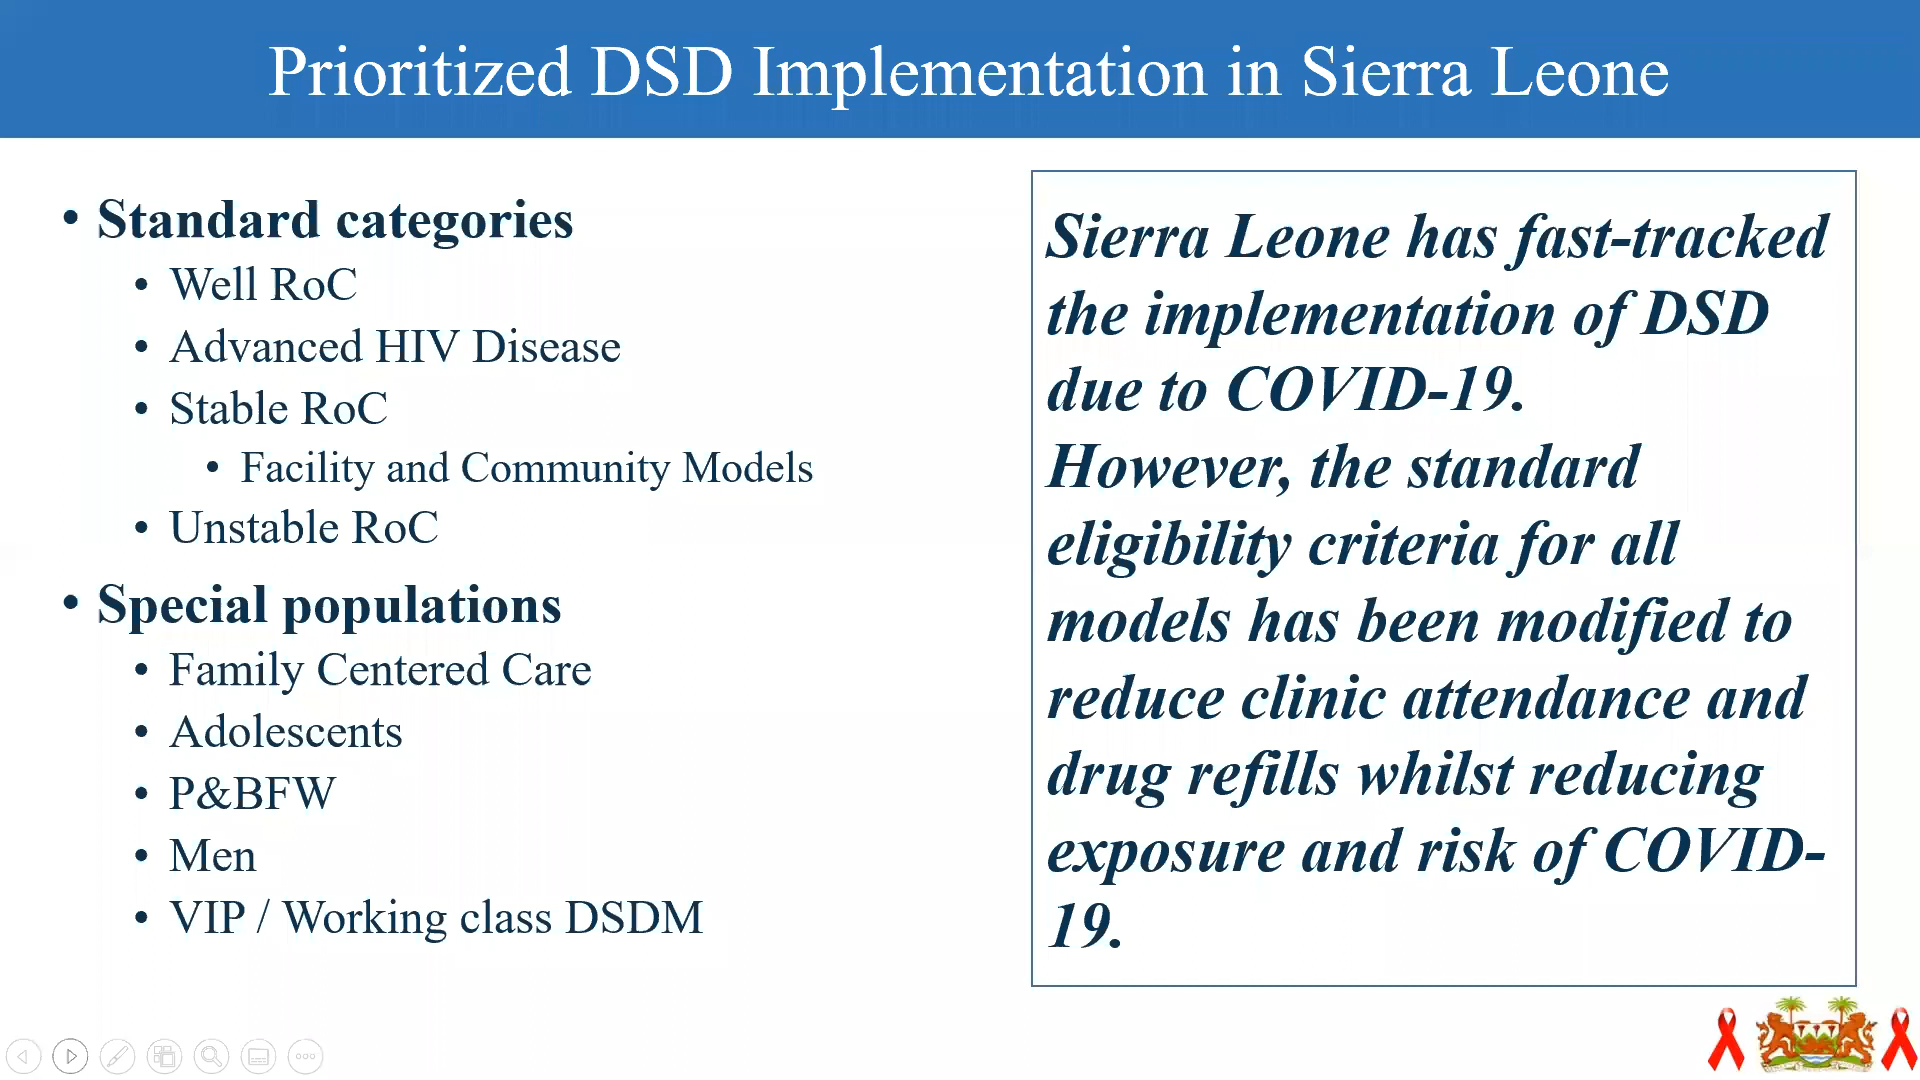 Prioritized DSD Implementation in Sierra Leone
• Standard categories
• Well RoC
• Advanced HIV Disease
• Stable RoC
• Facility and Community Models
• Unstable RoC
• Special populations
• Family Centered Care
• Adolescents
• P&BFW
• Men
• VIP / Working class DSDM
Sierra Leone has fast-tracked
the implementation of DSD
due to COVID-19.
However, the standard
eligibility criteria for all
models has been modified to
reduce clinic attendance and
drug refills whilst reducing
exposure and risk of COVID-
19.